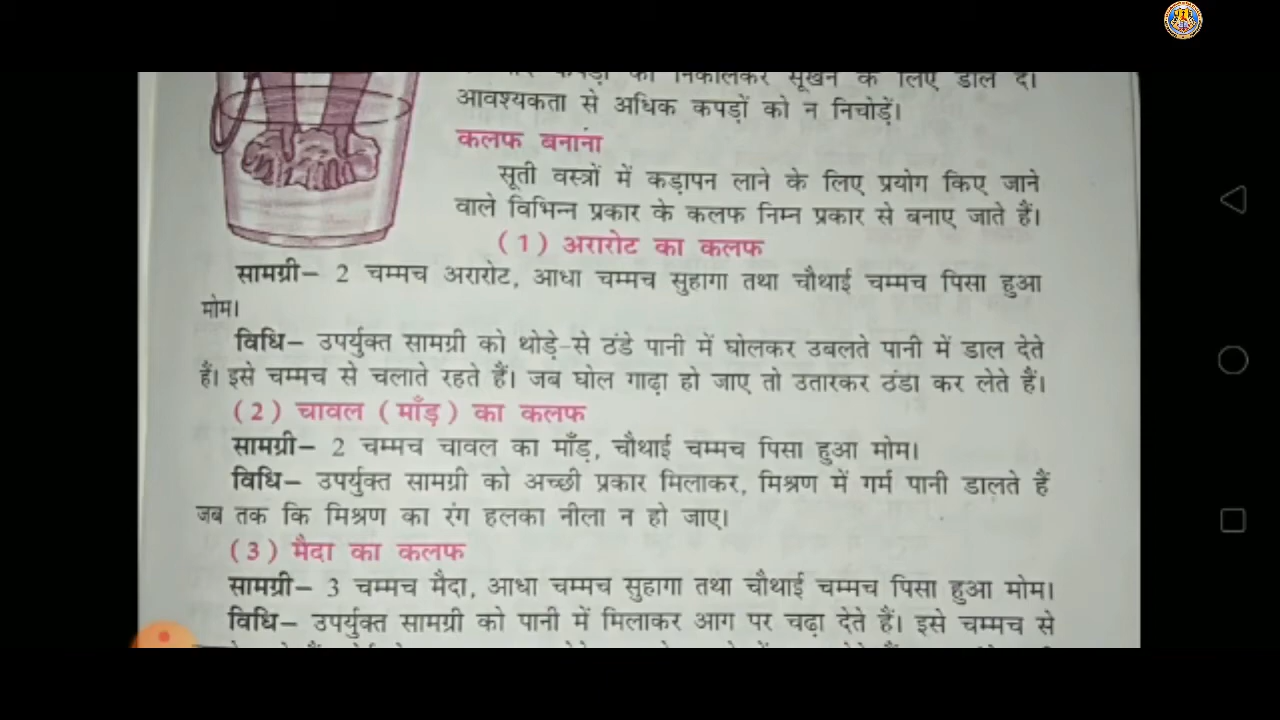 निकालकर सूखने के लिए डाल दें।
आवश्यकता से अधिक कपड़ों को न निचोड़ें।
कलफ बनाना
सूती वस्त्रों में कड़ापन लाने के लिए प्रयोग किए जाने
वाले विभिन्न प्रकार के कलफ निम्न प्रकार से बनाए जाते हैं।
(1) अरारोट का कलफ
सामग्री– 2 चम्मच अरारोट, आधा चम्मच सुहागा तथा चौथाई चम्मच पिसा हुआ
मोम।
विधि– उपर्युक्त सामग्री को थोड़े-से ठंडे पानी में घोलकर उबलते पानी में डाल देते
हैं। इसे चम्मच से चलाते रहते हैं। जब घोल गाढ़ा हो जाए तो उतारकर ठंडा कर लेते हैं।
(2) चावल (माँड़) का कलफ
सामग्री– 2 चम्मच चावल का माँड़, चौथाई चम्मच पिसा हुआ मोम।
विधि– उपर्युक्त सामग्री को अच्छी प्रकार मिलाकर, मिश्रण में गर्म पानी डालते हैं
जब तक कि मिश्रण का रंग हलका नीला न हो जाए।
(3) मैदा का कलफ
सामग्री– 3 चम्मच मैदा, आधा चम्मच सुहागा तथा चौथाई चम्मच पिसा हुआ मोम।
विधि– उपर्युक्त सामग्री को पानी में मिलाकर आग पर चढ़ा देते हैं। इसे चम्मच से